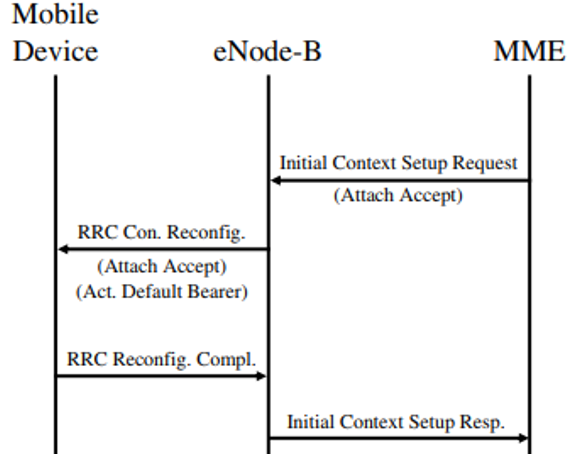 Mobile
Device
eNode-B
MME
Initial Context Setup Request
(Attach Accept)
RRC Con. Reconfig.
(Attach Accept)
(Act. Default Bearer)
RRC Reconfig. Compl.
Initial Context Setup Resp.